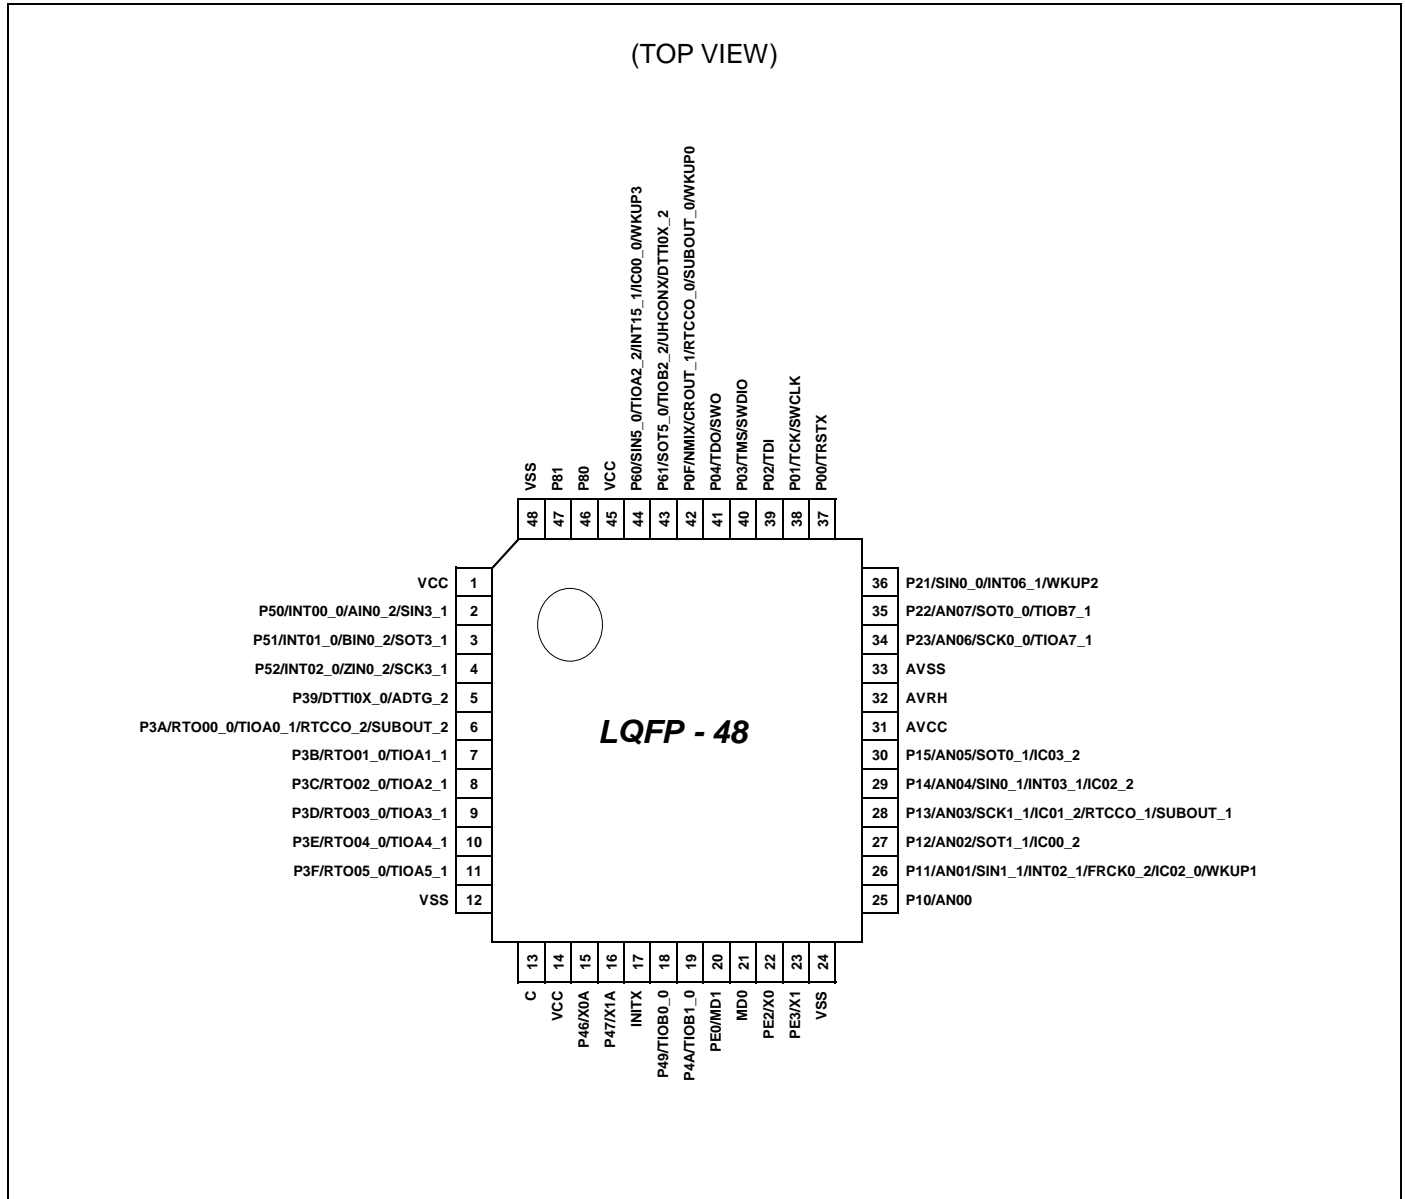 (TOP VIEW)
VSS
P81
P80
VCC
P60/SIN5_0/TIOA2_2/INT15_1/IC00_0/WKUP3
P61/SOT5_0/TIOB2_2/UHCONX/DTTI0X_2
P0F/NMIX/CROUT_1/RTCCO_0/SUBOUT_0/WKUP0
P04/TDO/SWO
P03/TMS/SWDIO
P02/TDI
P01/TCK/SWCLK
P00/TRSTX
48 47 46 45 44 43 42 41 40 39 38 37
VCC 1
P50/INT00_0/AIN0_2/SIN3_1 2
P51/INT01_0/BIN0_2/SOT3_1 3
P52/INT02_0/ZIN0_2/SCK3_1 4
P39/DTTI0X_0/ADTG_2 5
P3A/RTO00_0/TIOA0_1/RTCCO_2/SUBOUT_2 6
P3B/RTO01_0/TIOA1_1 7
P3C/RTO02_0/TIOA2_1 8
P3D/RTO03_0/TIOA3_1 9
P3E/RTO04_0/TIOA4_1 10
P3F/RTO05_0/TIOA5_1 11
VSS 12
LQFP - 48
36 P21/SIN0_0/INT06_1/WKUP2
35 P22/AN07/SOT0_0/TIOB7_1
34 P23/AN06/SCK0_0/TIOA7_1
33 AVSS
32 AVRH
31 AVCC
30 P15/AN05/SOT0_1/IC03_2
29 P14/AN04/SIN0_1/INT03_1/IC02_2
28 P13/AN03/SCK1_1/IC01_2/RTCCO_1/SUBOUT_1
27 P12/AN02/SOT1_1/IC00_2
26 P11/AN01/SIN1_1/INT02_1/FRCK0_2/IC02_0/WKUP1
25 P10/AN00
13 14 15 16 17 18 19 20 21 22 23 24
C
VCC
P46/X0A
P47/X1A
INITX
P49/TIOB0_0
P4A/TIOB1_0
PE0/MD1
MD0
PE2/X0
PE3/X1
VSS